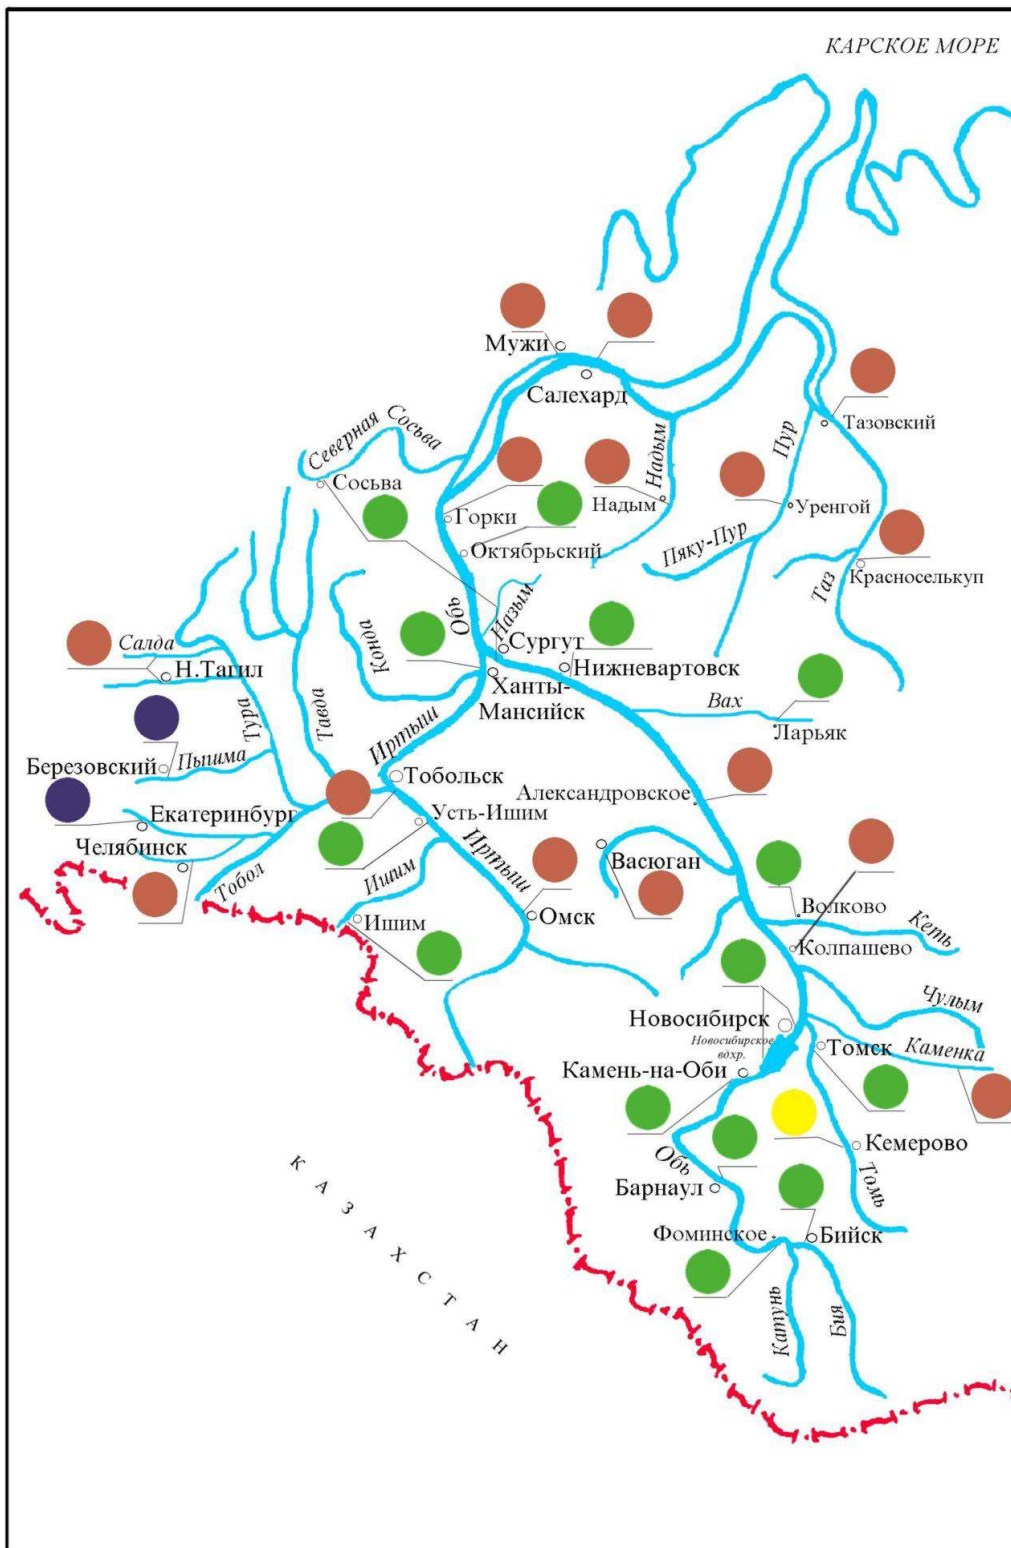 КАРСКОЕ МОРЕ
Мужи
Салехард
Северная Сосьва
Сосьва
Тазовский
Пур
Надым
Надым
Уренгой
Горки
Октябрьский
Пяку-Пур
Таз
Красноселькуп
Обь
Назым
Конда
Сургут
Нижневартовск
Ханты-
Мансийск
Салда
Н.Тагил
Тура
Тавда
Вах
Ларьяк
Иртыш
Пышма
Березовский
Тобольск
Александровское
Екатеринбург
Усть-Ишим
Иртыш
Челябинск
Васюган
Тобол
Ишим
Ишим
Омск
Волково
Кеть
Колпашево
Чулым
Новосибирск
Новосибирское
вдхр.
Томск
Каменка
Камень-на-Оби
Кемерово
Обь
Томь
Барнаул
Фоминское
Бийск
Катунь
Бия
КАЗАХСТАН